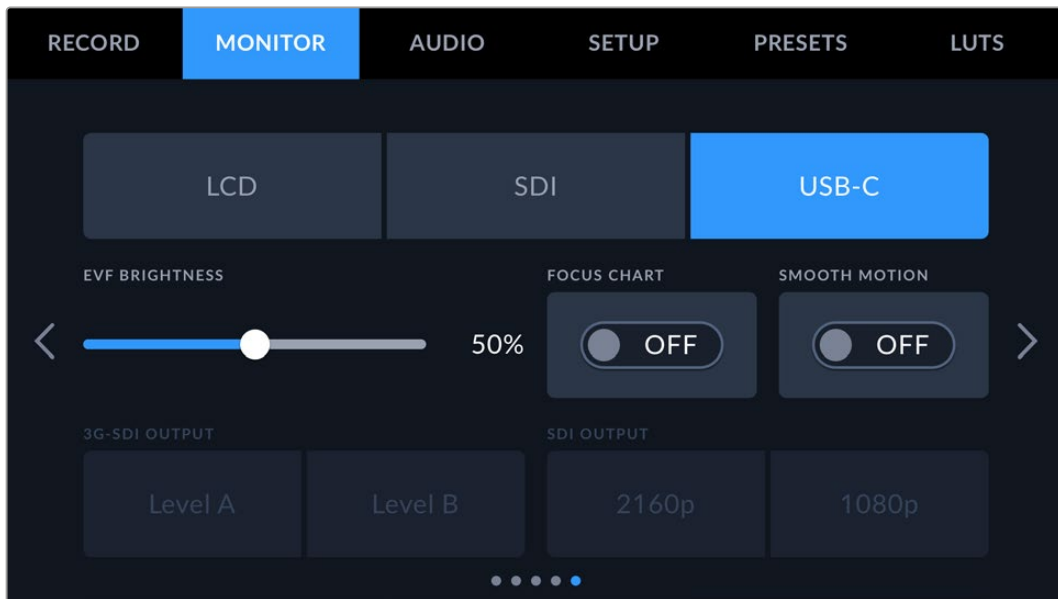 RECORD MONITOR AUDIO SETUP PRESETS LUTS
LCD SDI USB-C
EVF BRIGHTNESS FOCUS CHART SMOOTH MOTION
50% OFF OFF
3G-SDI OUTPUT SDI OUTPUT
Level A Level B 2160p 1080p